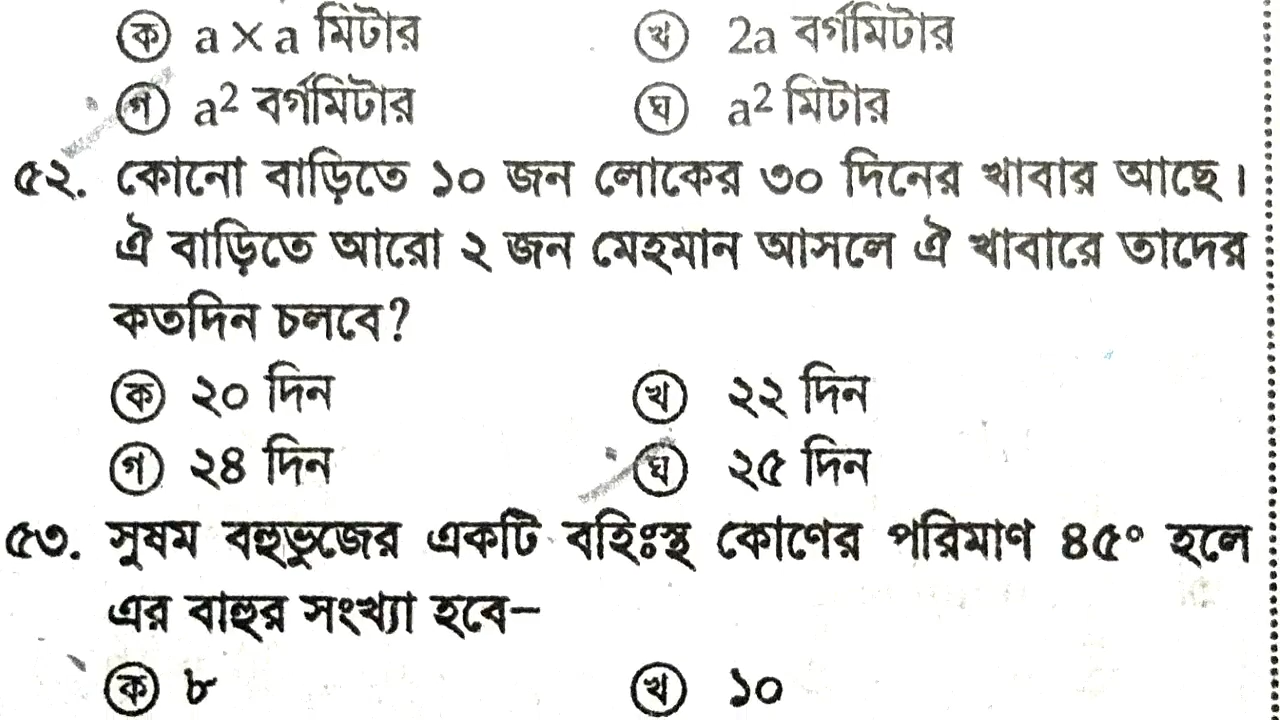 ক a × a মিটার খ 2a বর্গমিটার
গ a² বর্গমিটার ঘ a² মিটার
৫২. কোনো বাড়িতে ১০ জন লোকের ৩০ দিনের খাবার আছে।
ঐ বাড়িতে আরো ২ জন মেহমান আসলে ঐ খাবারে তাদের
কতদিন চলবে?
ক ২০ দিন খ ২২ দিন
গ ২৪ দিন ঘ ২৫ দিন
৫৩. সুষম বহুভুজের একটি বহিঃস্থ কোণের পরিমাণ ৪৫° হলে
এর বাহুর সংখ্যা হবে–
ক ৮ খ ১০